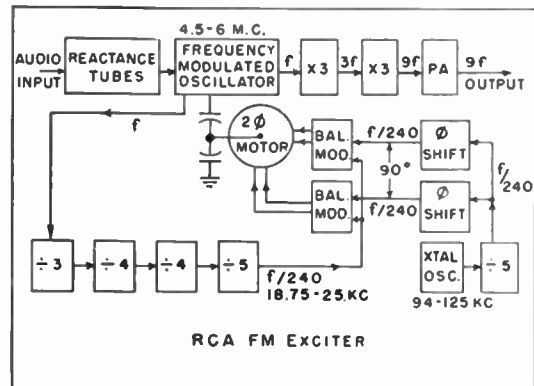 4.5-6 M.C.
AUDIO INPUT
REACTANCE
TUBES
FREQUENCY
MODULATED
OSCILLATOR
f
X3
3f
X3
9f
PA
9f
OUTPUT
f
2Ø
MOTOR
BAL.
MOD.
f/240
Ø
SHIFT
90°
f/240
BAL.
MOD.
f/240
Ø
SHIFT
÷3
÷4
÷4
÷5
f/240
18.75-25 KC
XTAL
OSC.
÷5
94-125 KC
RCA FM EXCITER